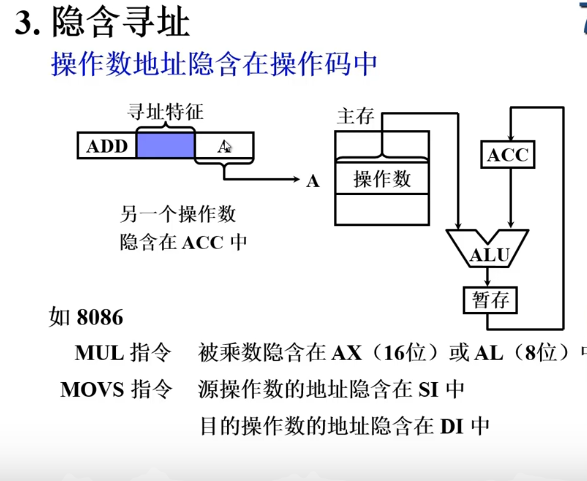 3. 隐含寻址
操作数地址隐含在操作码中
寻址特征
主存
ADD
A
ACC
A
操作数
另一个操作数
隐含在 ACC 中
ALU
暂存
如 8086
MUL 指令 被乘数隐含在 AX（16位）或 AL（8位）中
MOVS 指令 源操作数的地址隐含在 SI 中
目的操作数的地址隐含在 DI 中